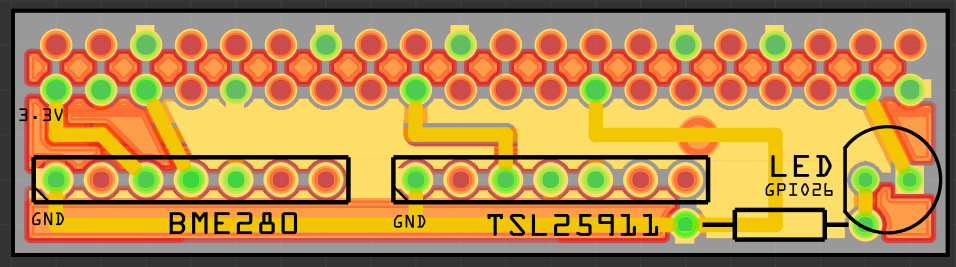 3.3V
LED
GPIO26
GND
BME280
GND
TSL25911